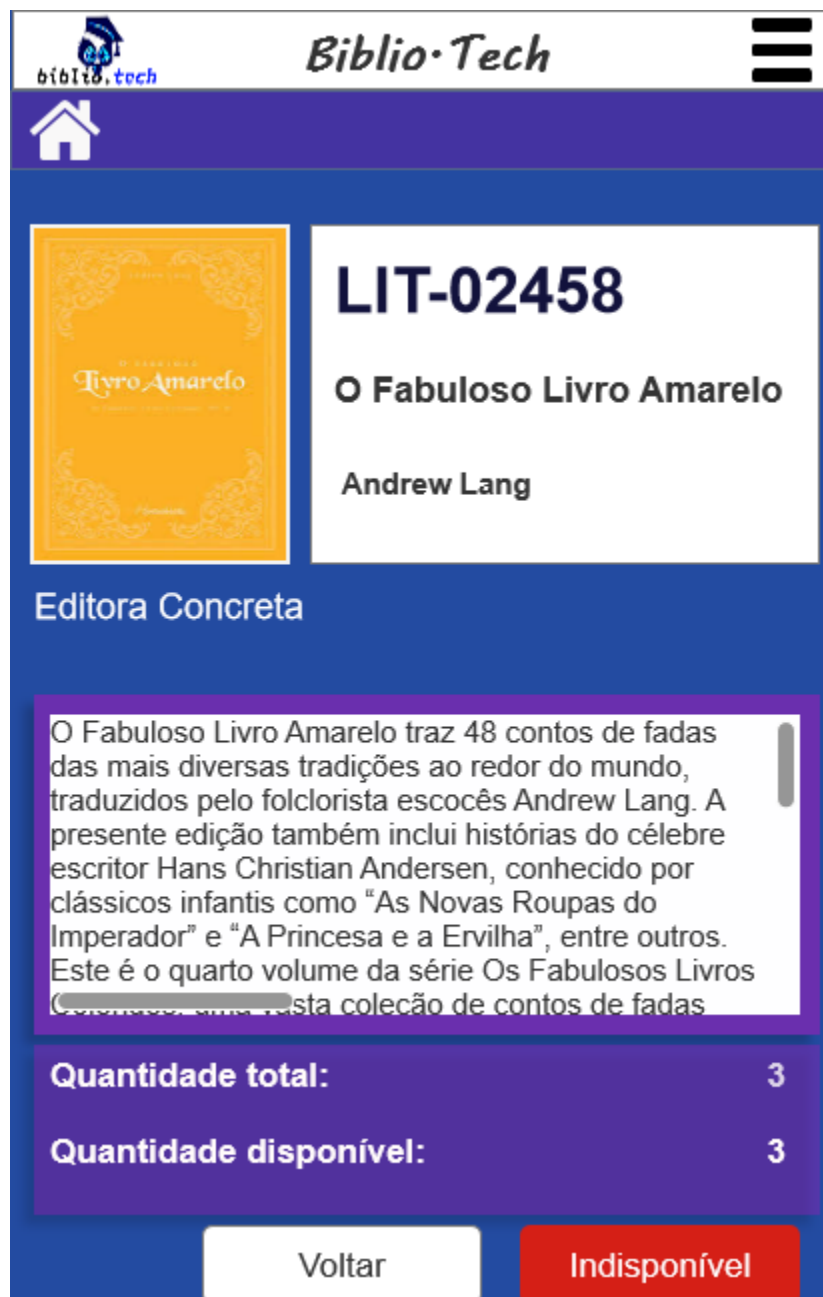 biblio.tech
Biblio·Tech
LIT-02458
Livro Amarelo
O Fabuloso Livro Amarelo
Andrew Lang
Editora Concreta
O Fabuloso Livro Amarelo traz 48 contos de fadas
das mais diversas tradições ao redor do mundo,
traduzidos pelo folclorista escocês Andrew Lang. A
presente edição também inclui histórias do célebre
escritor Hans Christian Andersen, conhecido por
clássicos infantis como “As Novas Roupas do
Imperador” e “A Princesa e a Ervilha”, entre outros.
Este é o quarto volume da série Os Fabulosos Livros
vasta coleção de contos de fadas
Quantidade total: 3
Quantidade disponível: 3
Voltar Indisponível